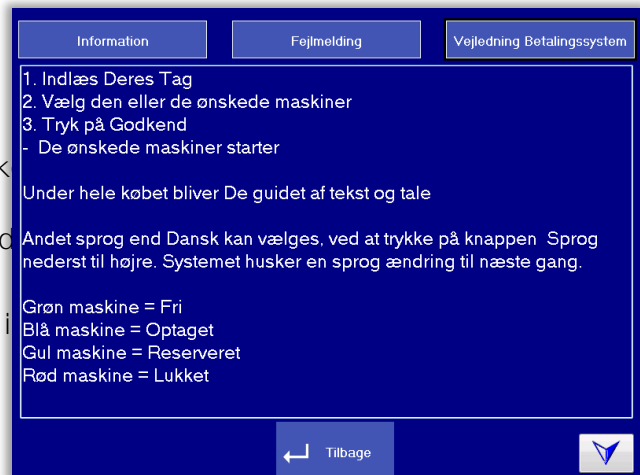 Information
Fejlmelding
Vejledning Betalingssystem
1. Indlæs Deres Tag
2. Vælg den eller de ønskede maskiner
3. Tryk på Godkend
- De ønskede maskiner starter
k
Under hele købet bliver De guidet af tekst og tale
d
Andet sprog end Dansk kan vælges, ved at trykke på knappen Sprog
nederst til højre. Systemet husker en sprog ændring til næste gang.
Grøn maskine = Fri
i
Blå maskine = Optaget
Gul maskine = Reserveret
Rød maskine = Lukket
Tilbage